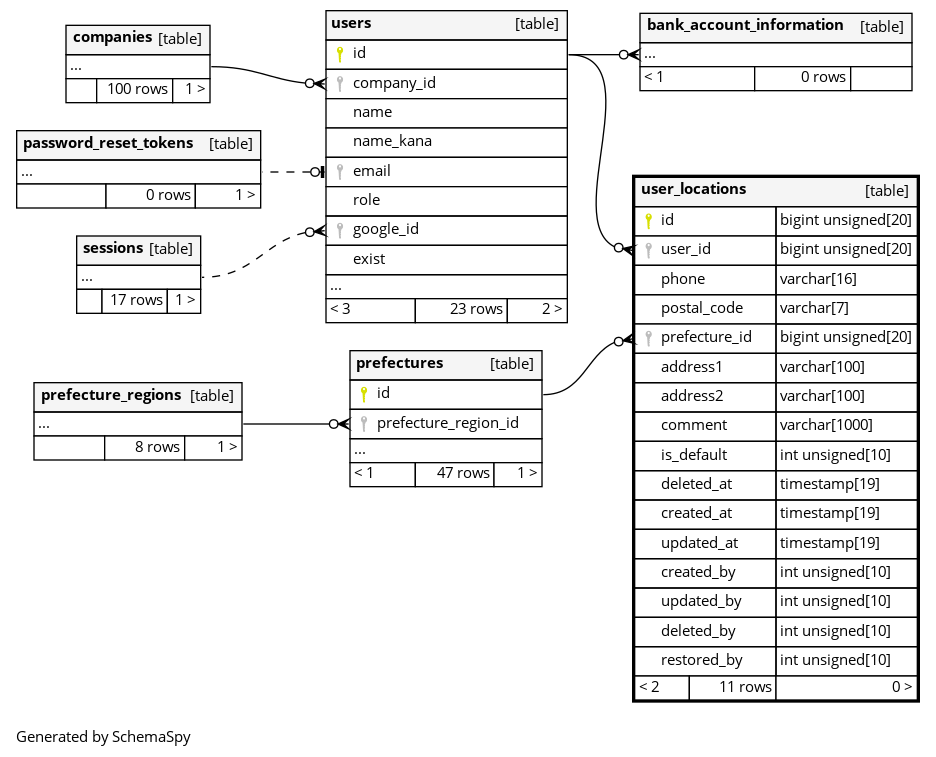 companies [table]
...
100 rows 1 >
password_reset_tokens [table]
...
0 rows 1 >
sessions [table]
...
17 rows 1 >
prefecture_regions [table]
...
8 rows 1 >
users [table]
id
company_id
name
name_kana
email
role
google_id
exist
...
< 3 23 rows 2 >
prefectures [table]
id
prefecture_region_id
...
< 1 47 rows 1 >
bank_account_information [table]
...
< 1 0 rows
user_locations [table]
id bigint unsigned[20]
user_id bigint unsigned[20]
phone varchar[16]
postal_code varchar[7]
prefecture_id bigint unsigned[20]
address1 varchar[100]
address2 varchar[100]
comment varchar[1000]
is_default int unsigned[10]
deleted_at timestamp[19]
created_at timestamp[19]
updated_at timestamp[19]
created_by int unsigned[10]
updated_by int unsigned[10]
deleted_by int unsigned[10]
restored_by int unsigned[10]
< 2 11 rows 0 >
Generated by SchemaSpy